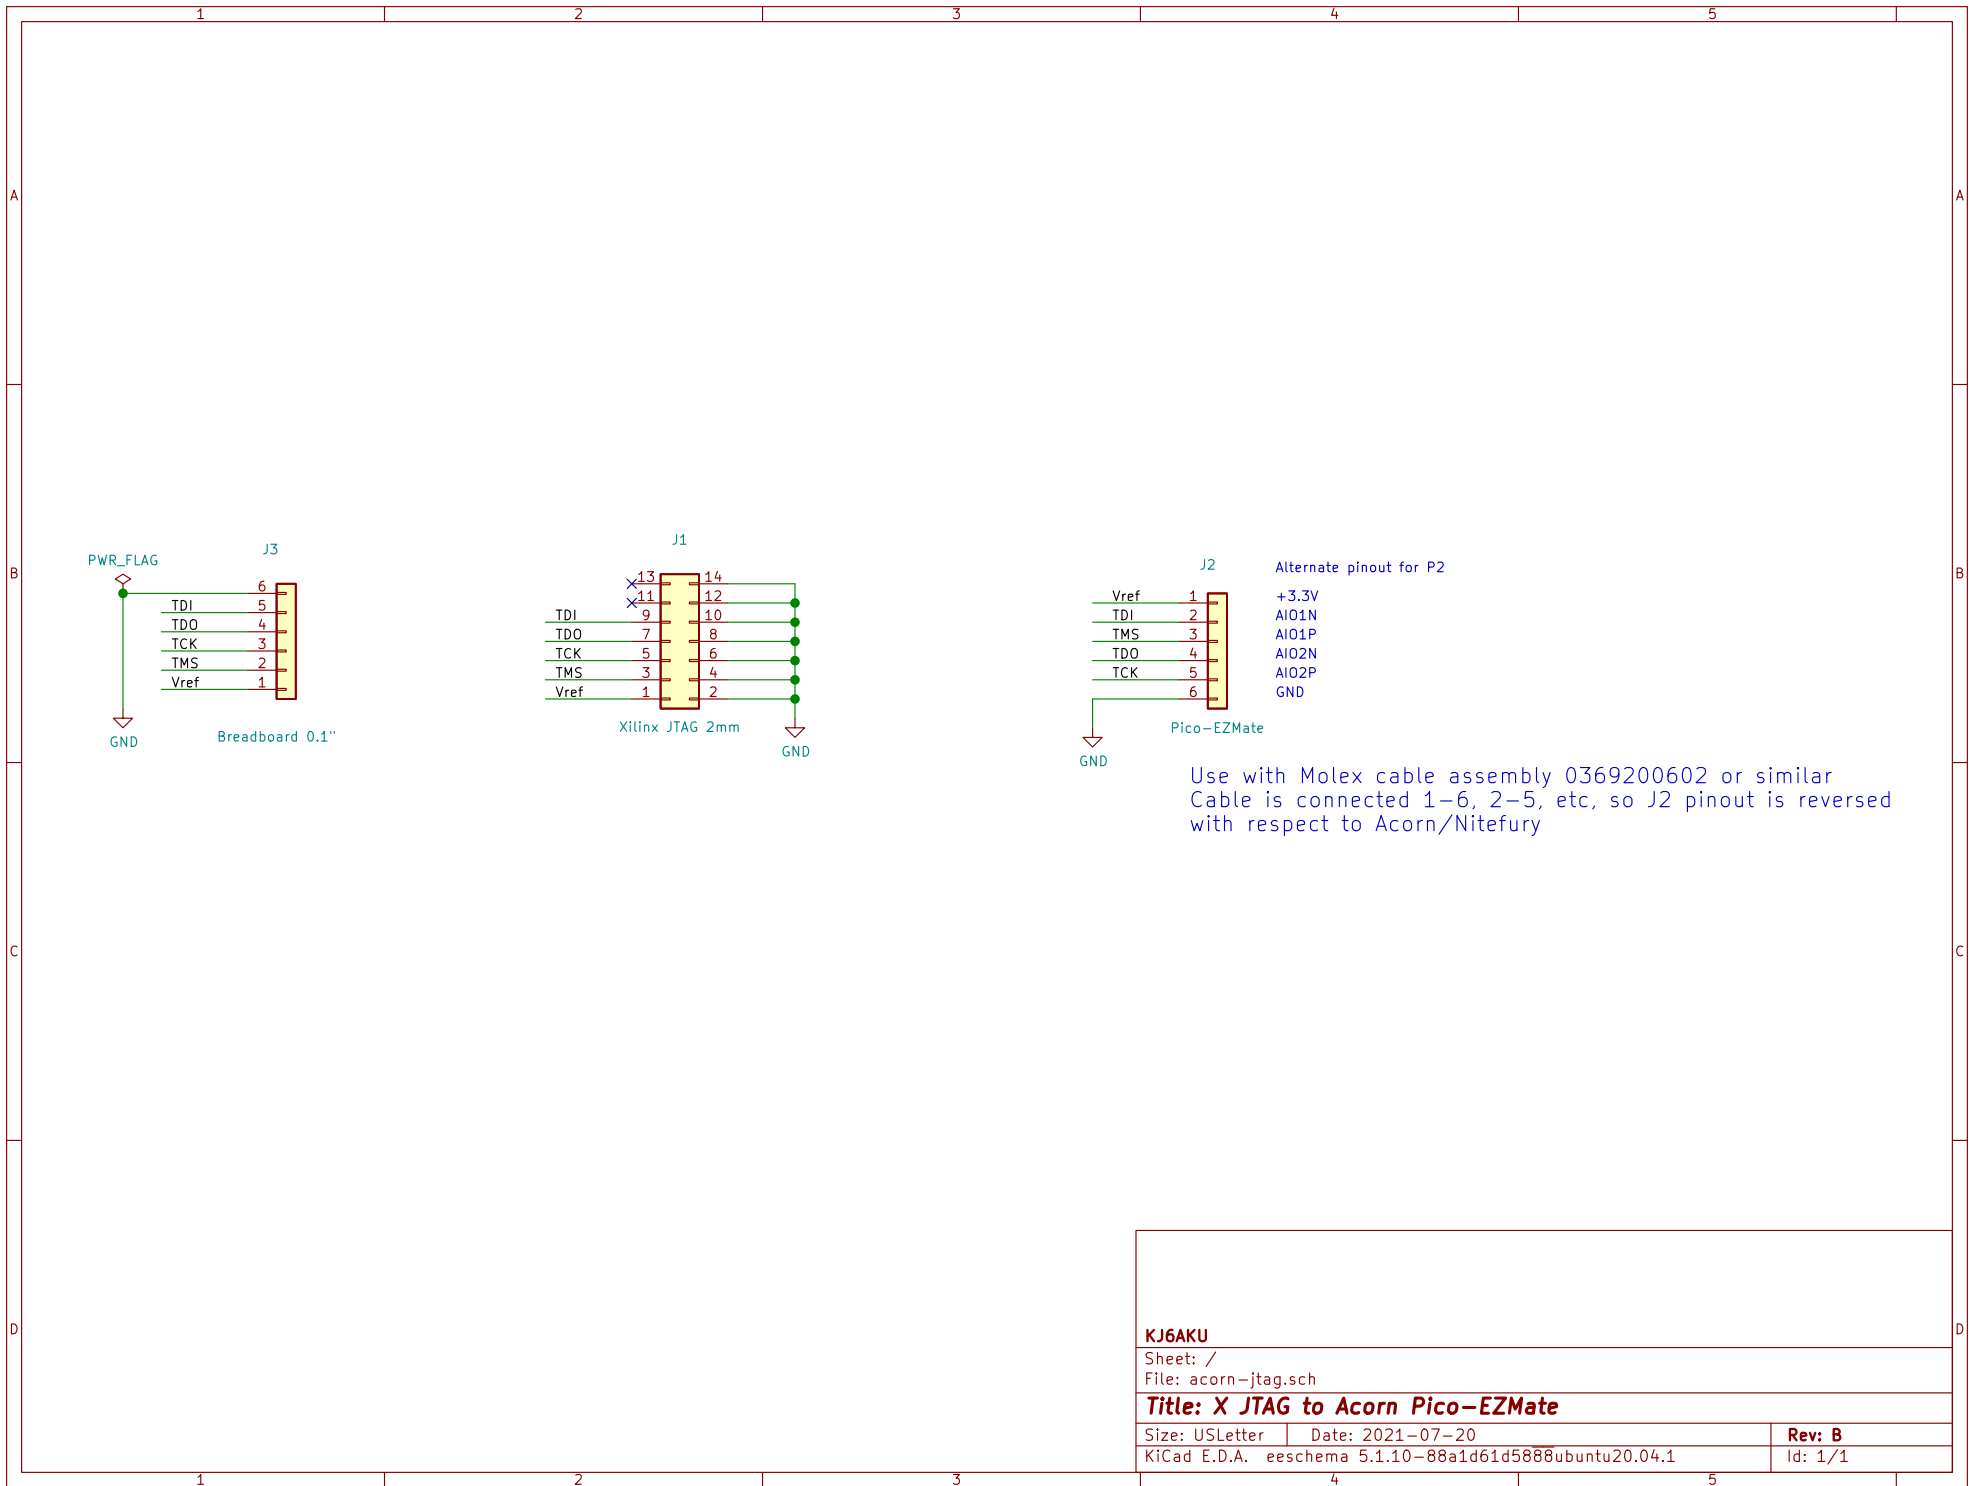 1 2 3 4 5
A A
B B
C C
D D
J3
PWR_FLAG
6
TDI 5
TDO 4
TCK 3
TMS 2
Vref 1
GND
Breadboard 0.1"
J1
13 14
11 12
TDI 9 10
TDO 7 8
TCK 5 6
TMS 3 4
Vref 1 2
Xilinx JTAG 2mm
GND
J2
Alternate pinout for P2
Vref 1 +3.3V
TDI 2 AIO1N
TMS 3 AIO1P
TDO 4 AIO2N
TCK 5 AIO2P
6 GND
Pico-EZMate
GND
Use with Molex cable assembly 0369200602 or similar
Cable is connected 1-6, 2-5, etc, so J2 pinout is reversed
with respect to Acorn/Nitefury
KJ6AKU
Sheet: /
File: acorn-jtag.sch
Title: X JTAG to Acorn Pico-EZMate
Size: USLetter Date: 2021-07-20 Rev: B
KiCad E.D.A. eeschema 5.1.10-88a1d61d5888ubuntu20.04.1 Id: 1/1
1 2 3 4 5